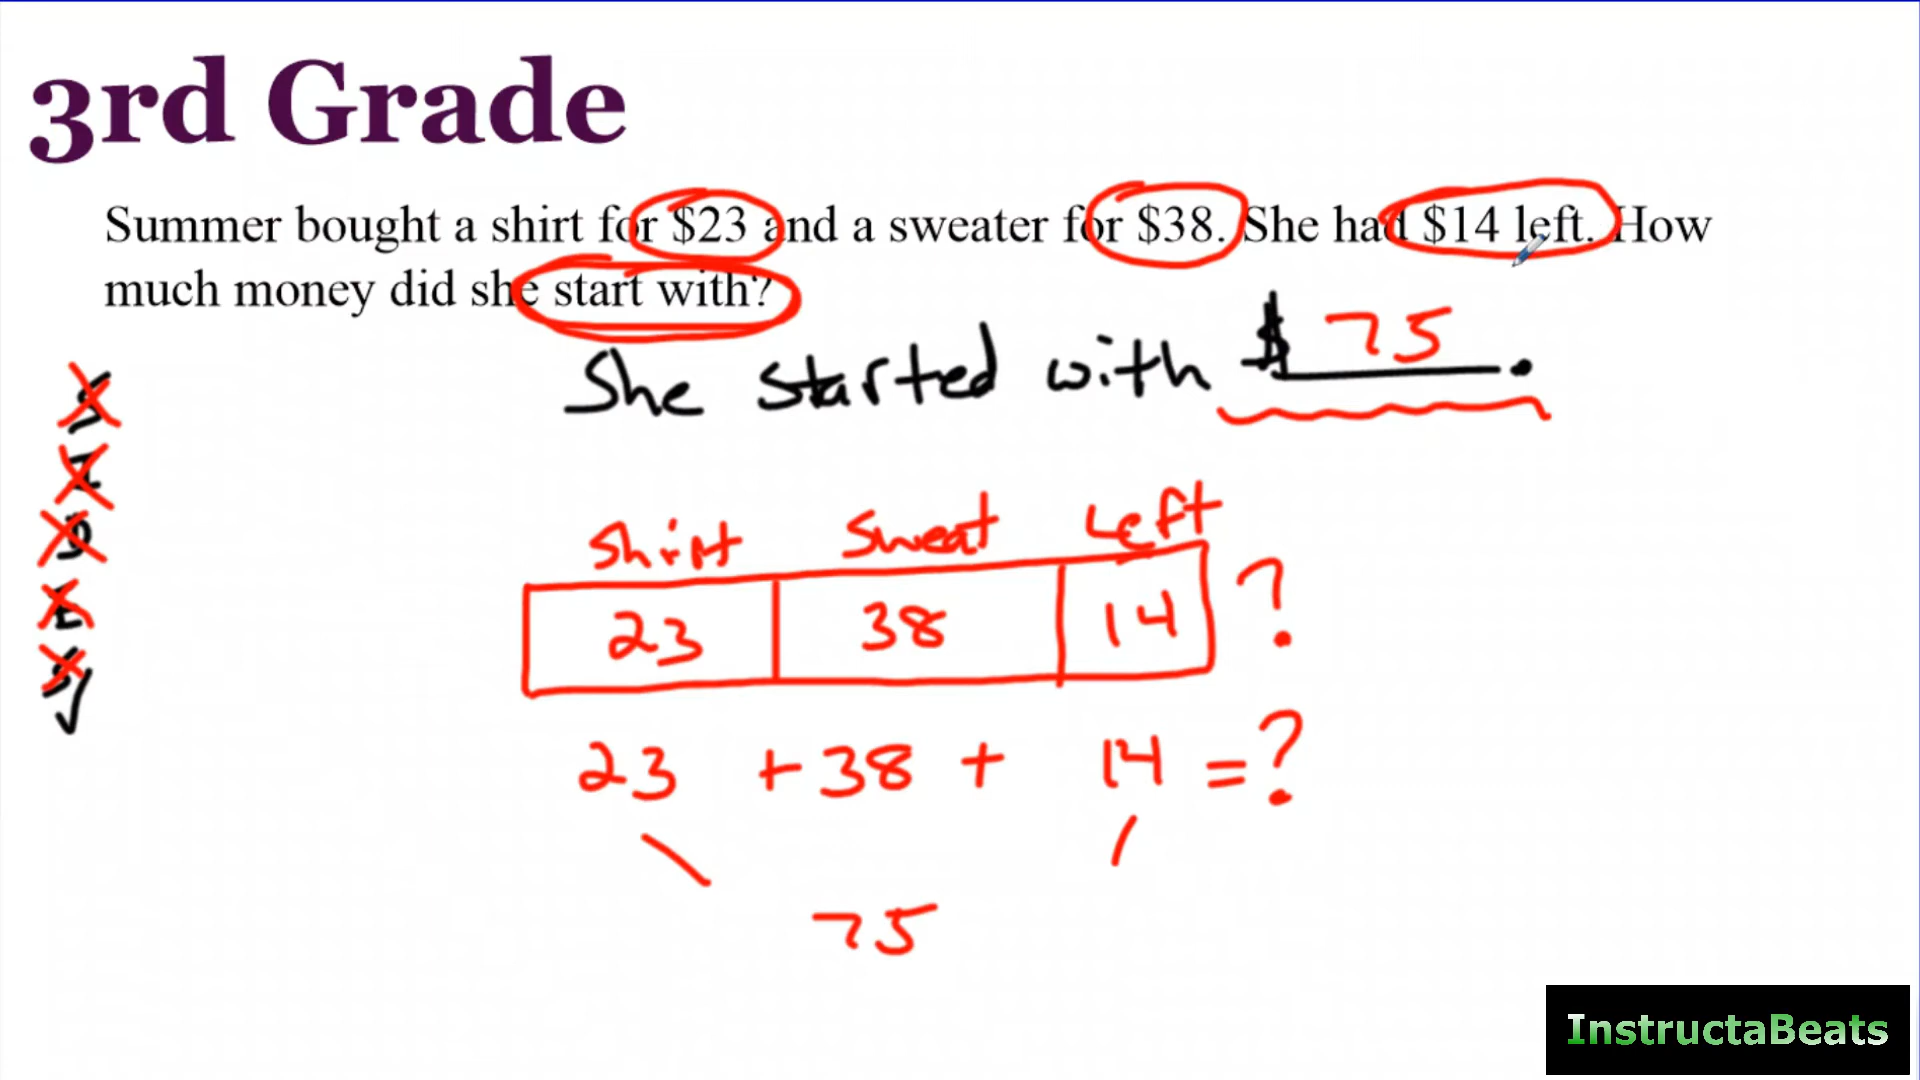 3rd Grade
Summer bought a shirt for $23 and a sweater for $38. She had $14 left. How
much money did she start with?
She started with $ 75.
shirt sweat Left
23 38 14 ?
23 + 38 + 14 = ?
75
InstructaBeats